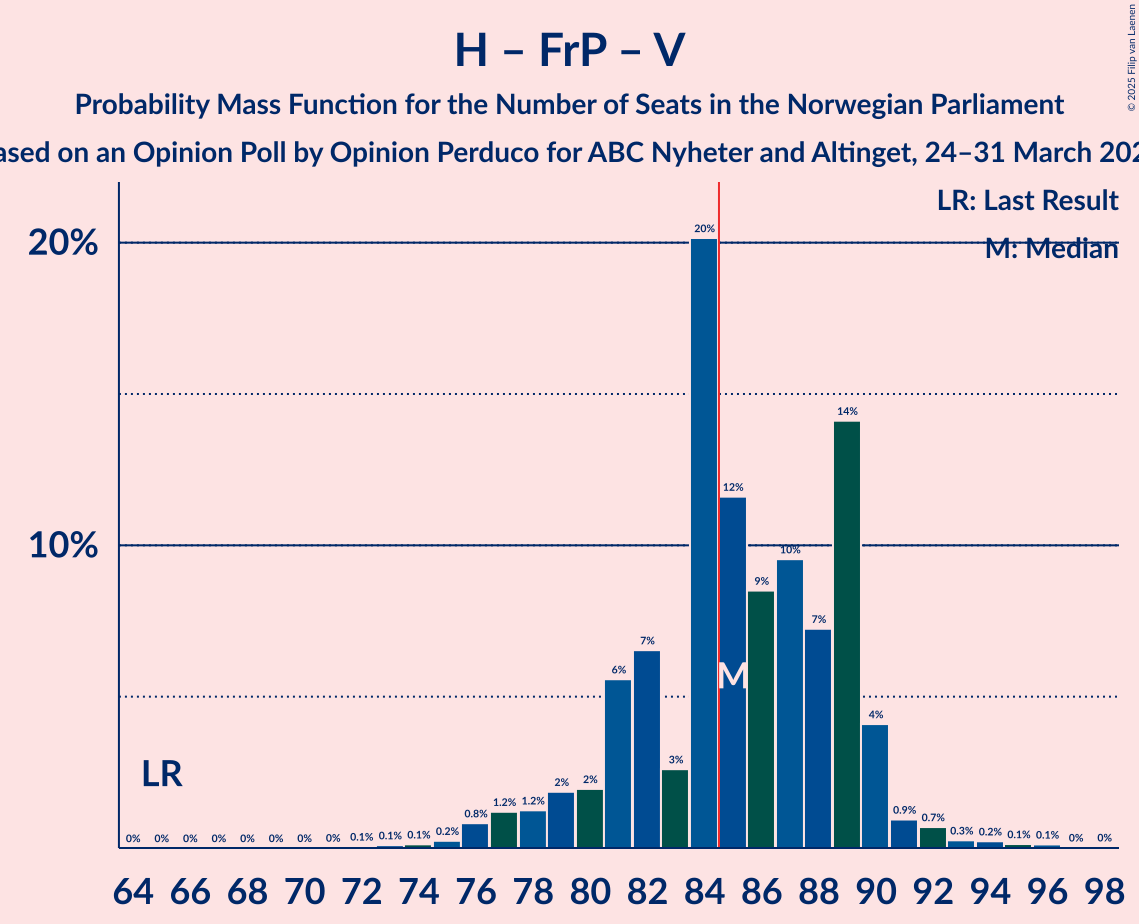 H – FrP – V
Probability Mass Function for the Number of Seats in the Norwegian Parliament
ased on an Opinion Poll by Opinion Perduco for ABC Nyheter and Altinget, 24–31 March 202
© 2025 Filip van Laenen
LR: Last Result
M: Median
20%
10%
20%
14%
12%
10%
9%
7%
7%
6%
M
4%
3%
LR
2%
2%
1.2%
1.2%
0.8%
0.9%
0.7%
0% 0% 0% 0% 0% 0% 0% 0% 0.1% 0.1% 0.1% 0.2% 0.3% 0.2% 0.1% 0.1% 0% 0%
64 66 68 70 72 74 76 78 80 82 84 86 88 90 92 94 96 98